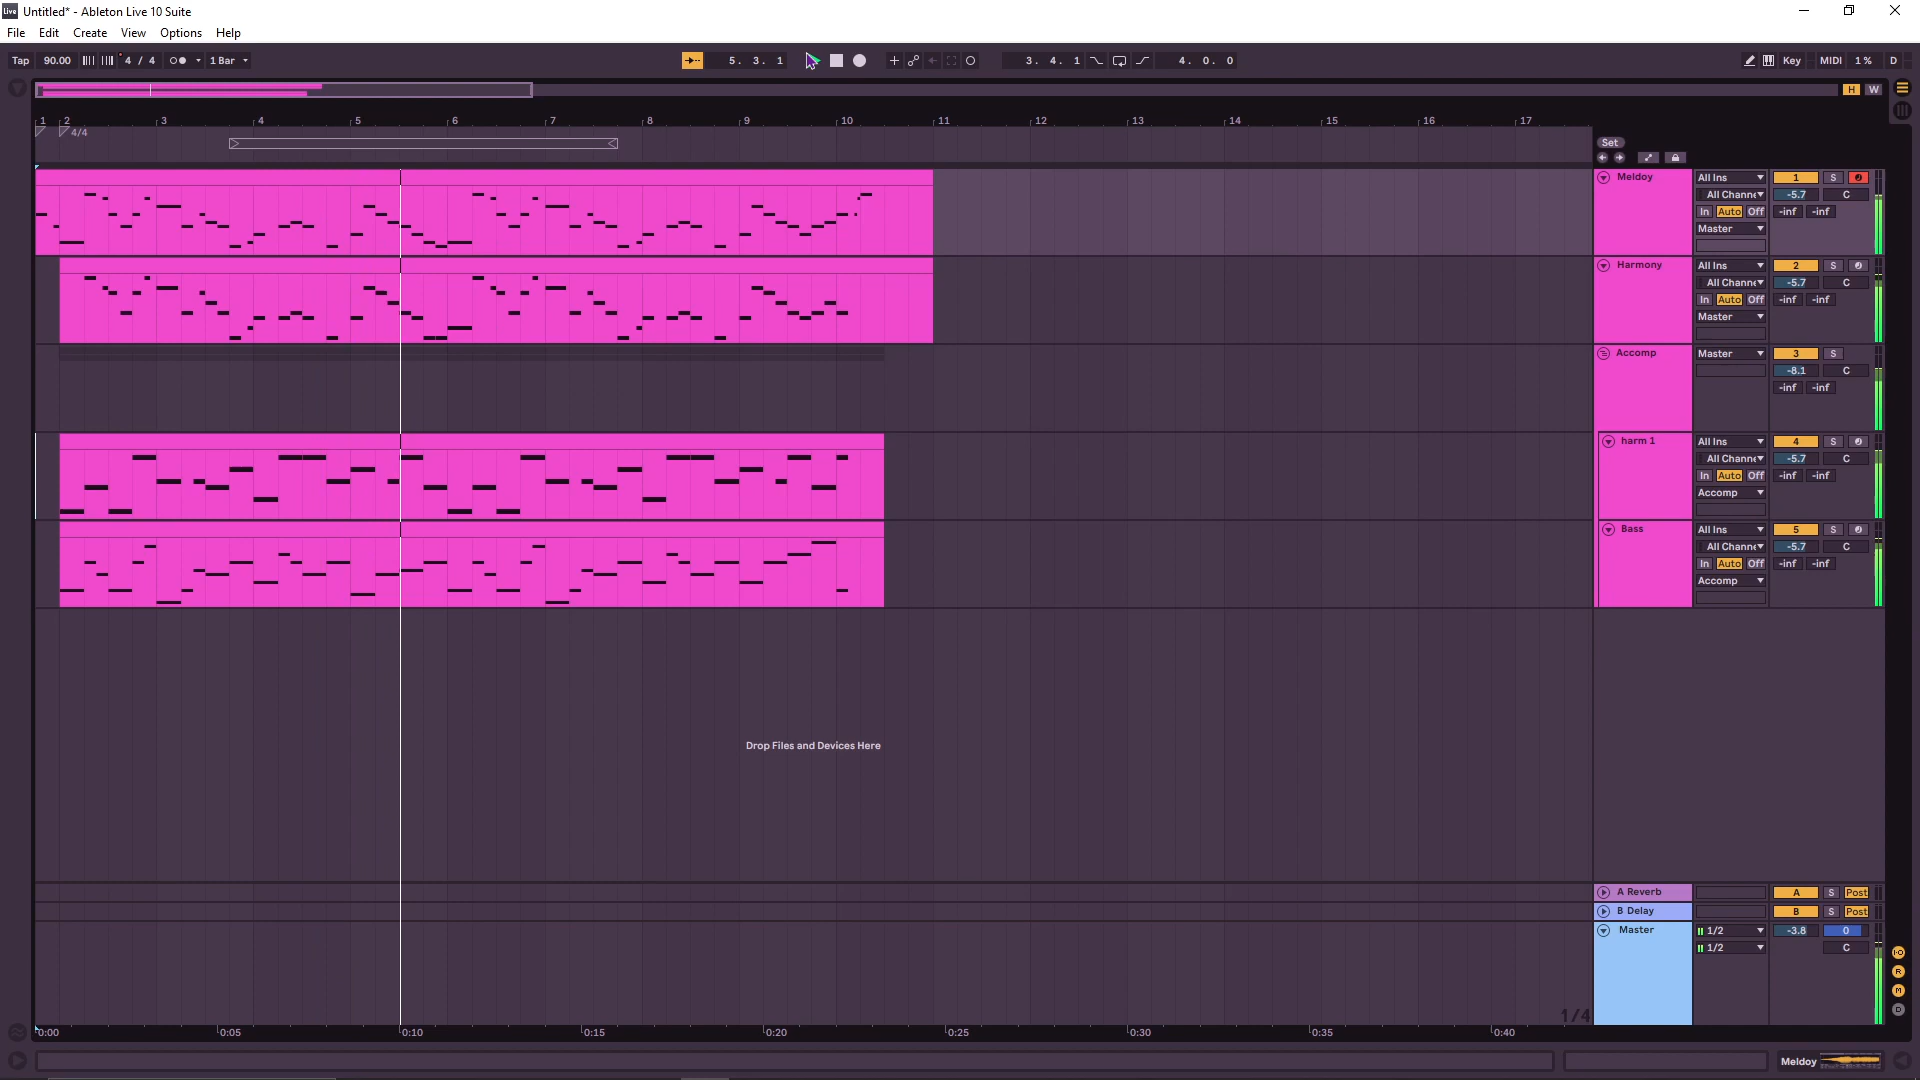 Live Untitled* - Ableton Live 10 Suite
File Edit Create View Options Help
Tap 90.00 4 / 4 1 Bar 5. 3. 1 3. 4. 1 4. 0. 0 Key MIDI 1 % D
H W
1 2 3 4 5 6 7 8 9 10 11 12 13 14 15 16 17
4/4
Set
Meldoy All Ins 1 S
All Channe -5.7 C
In Auto Off -inf -inf
Master
Harmony All Ins 2 S
All Channe -5.7 C
In Auto Off -inf -inf
Master
Accomp Master 3 S
-8.1 C
-inf -inf
harm 1 All Ins 4 S
All Channe -5.7 C
In Auto Off -inf -inf
Accomp
Bass All Ins 5 S
All Channe -5.7 C
In Auto Off -inf -inf
Accomp
Drop Files and Devices Here
A Reverb A S Post
B Delay B S Post
Master 1/2 -3.8 0
1/2 C
I·O
R
M
D
1/4
0:00 0:05 0:10 0:15 0:20 0:25 0:30 0:35 0:40
Meldoy